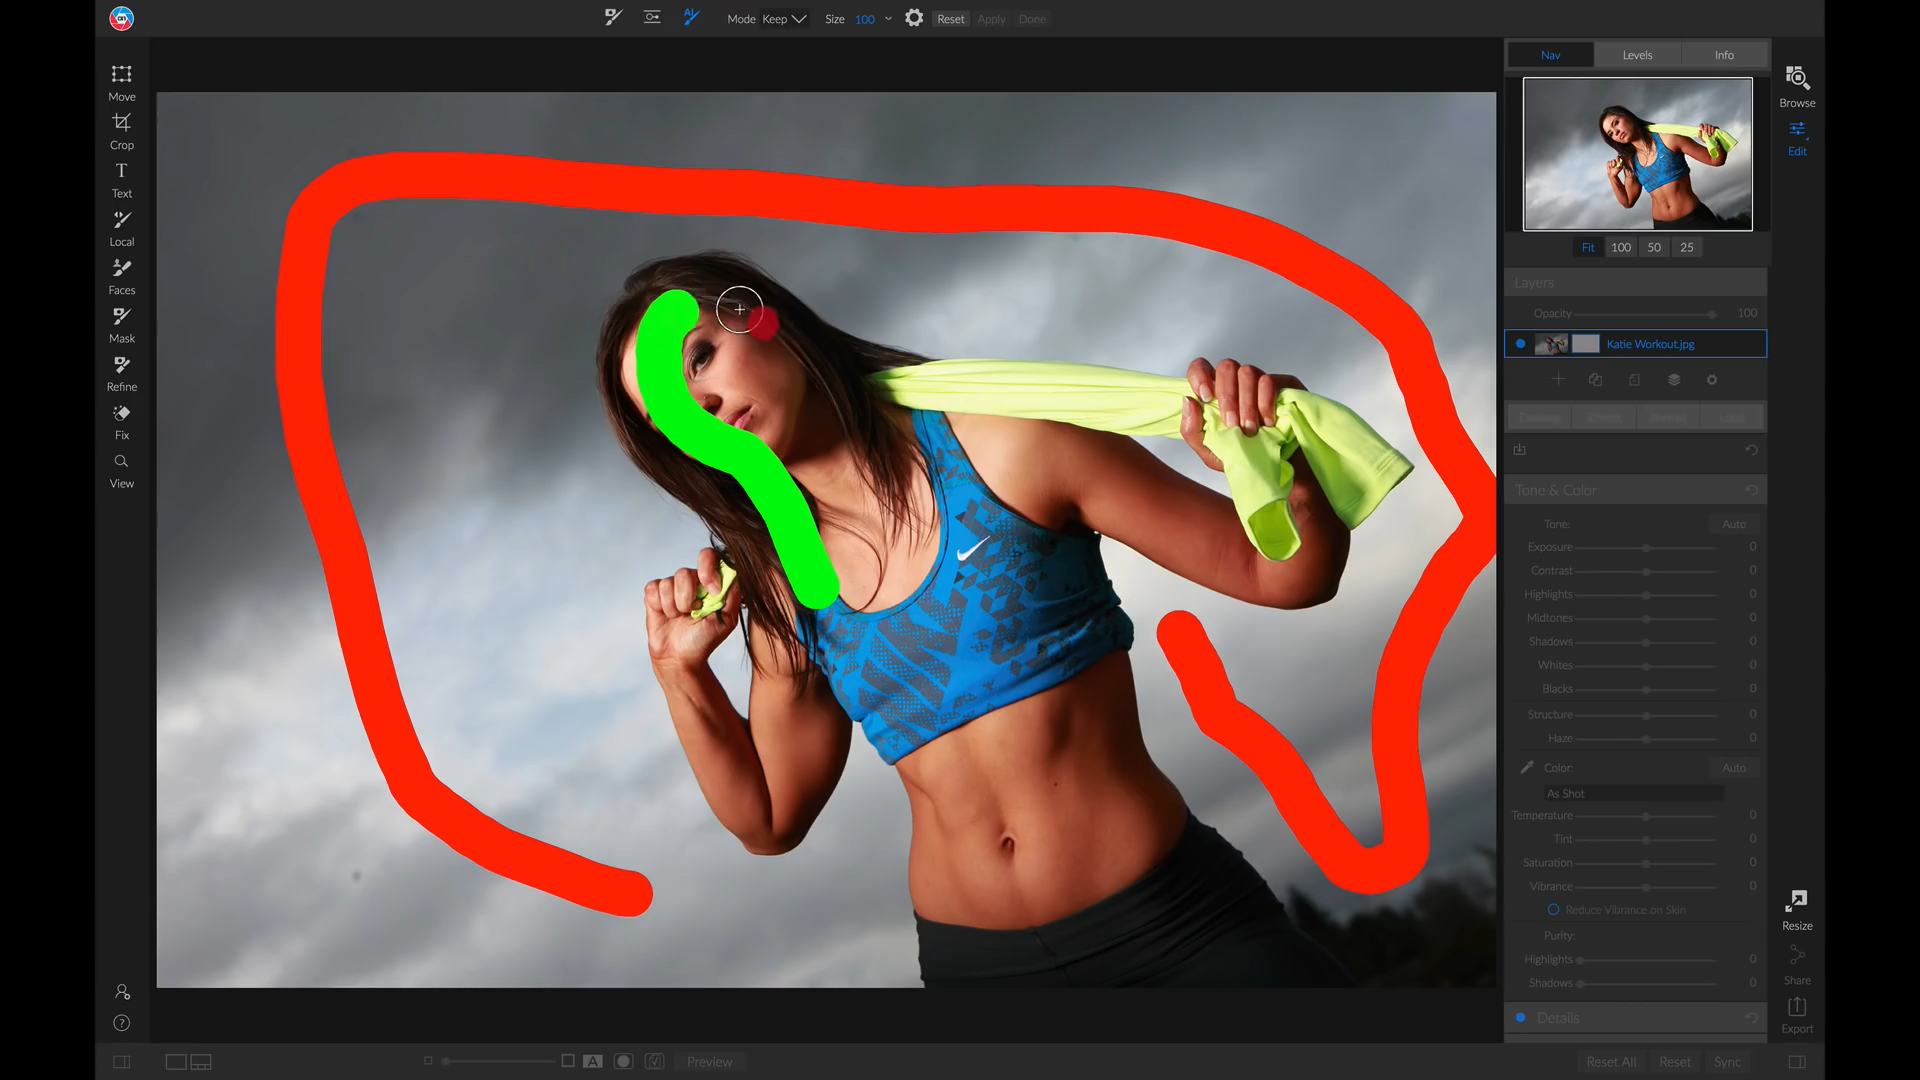 Mode Keep Size 100 Reset Apply Done
Move
Crop
Text
Local
Faces
Mask
Refine
Fix
View
Nav Levels Info
Fit 100 50 25
Layers
Opacity 100
Katie Workout.jpg
Tone & Color
Tone: Auto
Exposure 0
Contrast 0
Highlights 0
Midtones 0
Shadows 0
Whites 0
Blacks 0
Structure 0
Haze 0
Color: Auto
As Shot
Temperature 0
Tint 0
Saturation 0
Vibrance 0
Reduce Vibrance on Skin
Purity:
Highlights 0
Shadows 0
Details
Browse
Edit
Resize
Share
Export
A Preview
Reset All Reset Sync